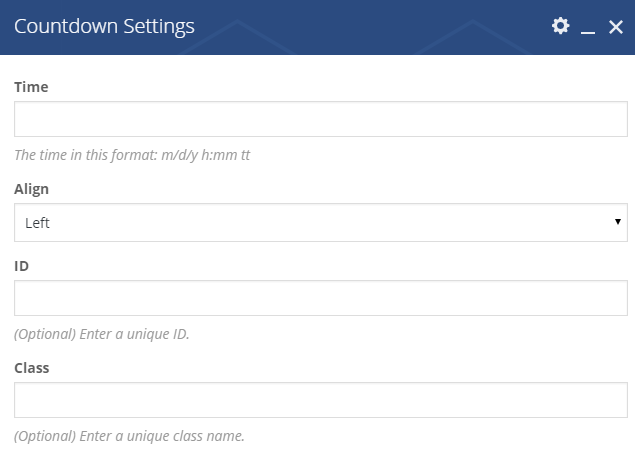 Countdown Settings
Time
The time in this format: m/d/y h:mm tt
Align
Left
ID
(Optional) Enter a unique ID.
Class
(Optional) Enter a unique class name.